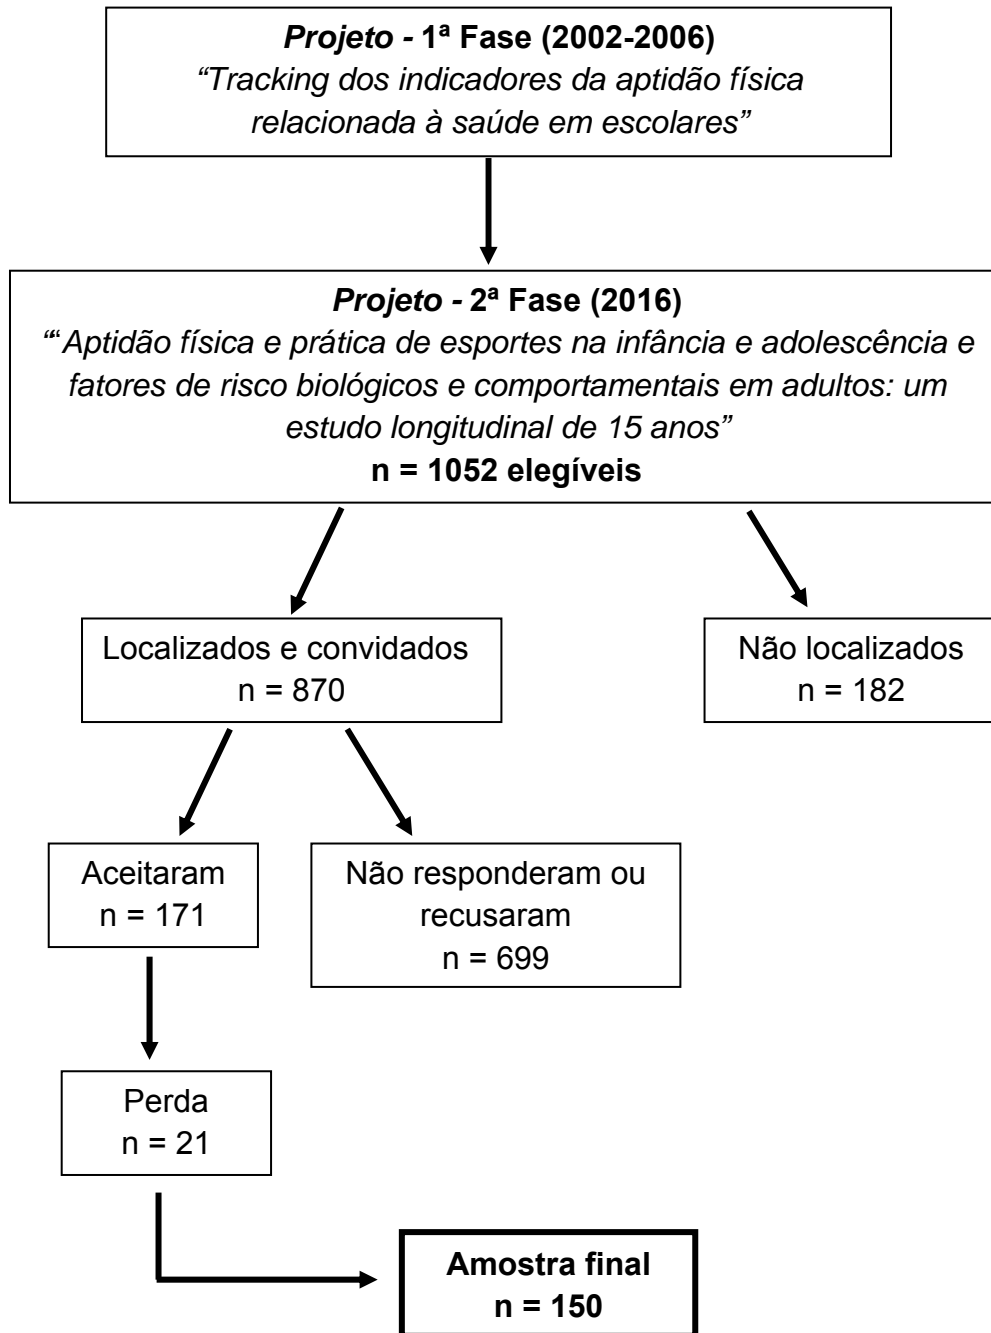 Projeto - 1ª Fase (2002-2006)
“Tracking dos indicadores da aptidão física
relacionada à saúde em escolares”
Projeto - 2ª Fase (2016)
““Aptidão física e prática de esportes na infância e adolescência e
fatores de risco biológicos e comportamentais em adultos: um
estudo longitudinal de 15 anos”
n = 1052 elegíveis
Localizados e convidados
n = 870
Não localizados
n = 182
Aceitaram
n = 171
Não responderam ou
recusaram
n = 699
Perda
n = 21
Amostra final
n = 150